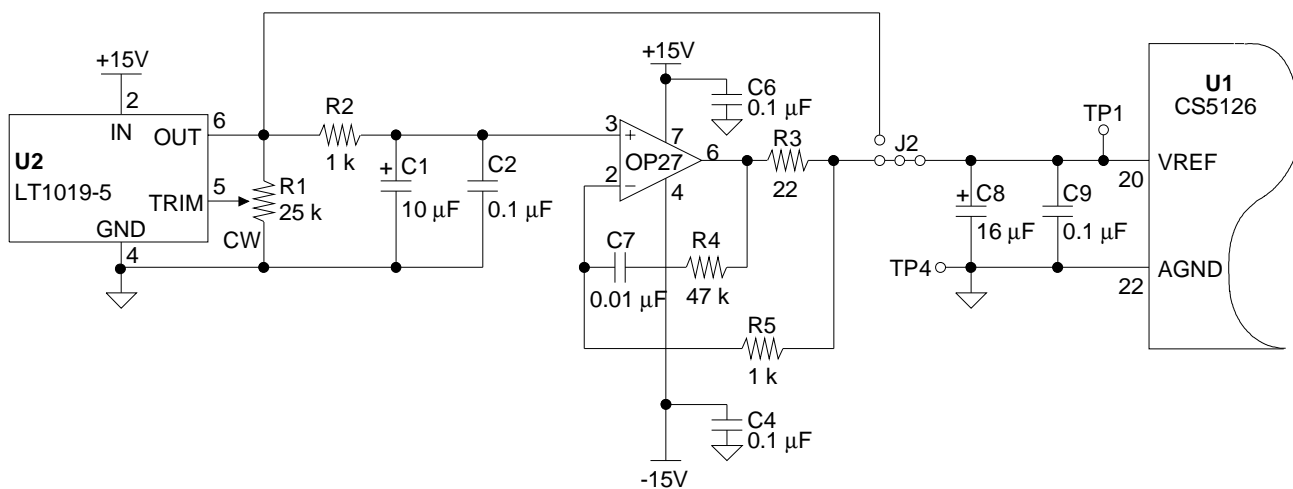 +15V
2
IN
6
OUT
U2
LT1019-5
5
TRIM
GND
4
R1
25 k
CW
R2
1 k
+
C1
10 µF
C2
0.1 µF
+15V
C6
0.1 µF
3
+
7
OP27
6
2
−
4
R3
22
J2
C7
0.01 µF
R4
47 k
R5
1 k
C4
0.1 µF
-15V
+
C8
16 µF
C9
0.1 µF
TP1
TP4
U1
CS5126
VREF
20
AGND
22